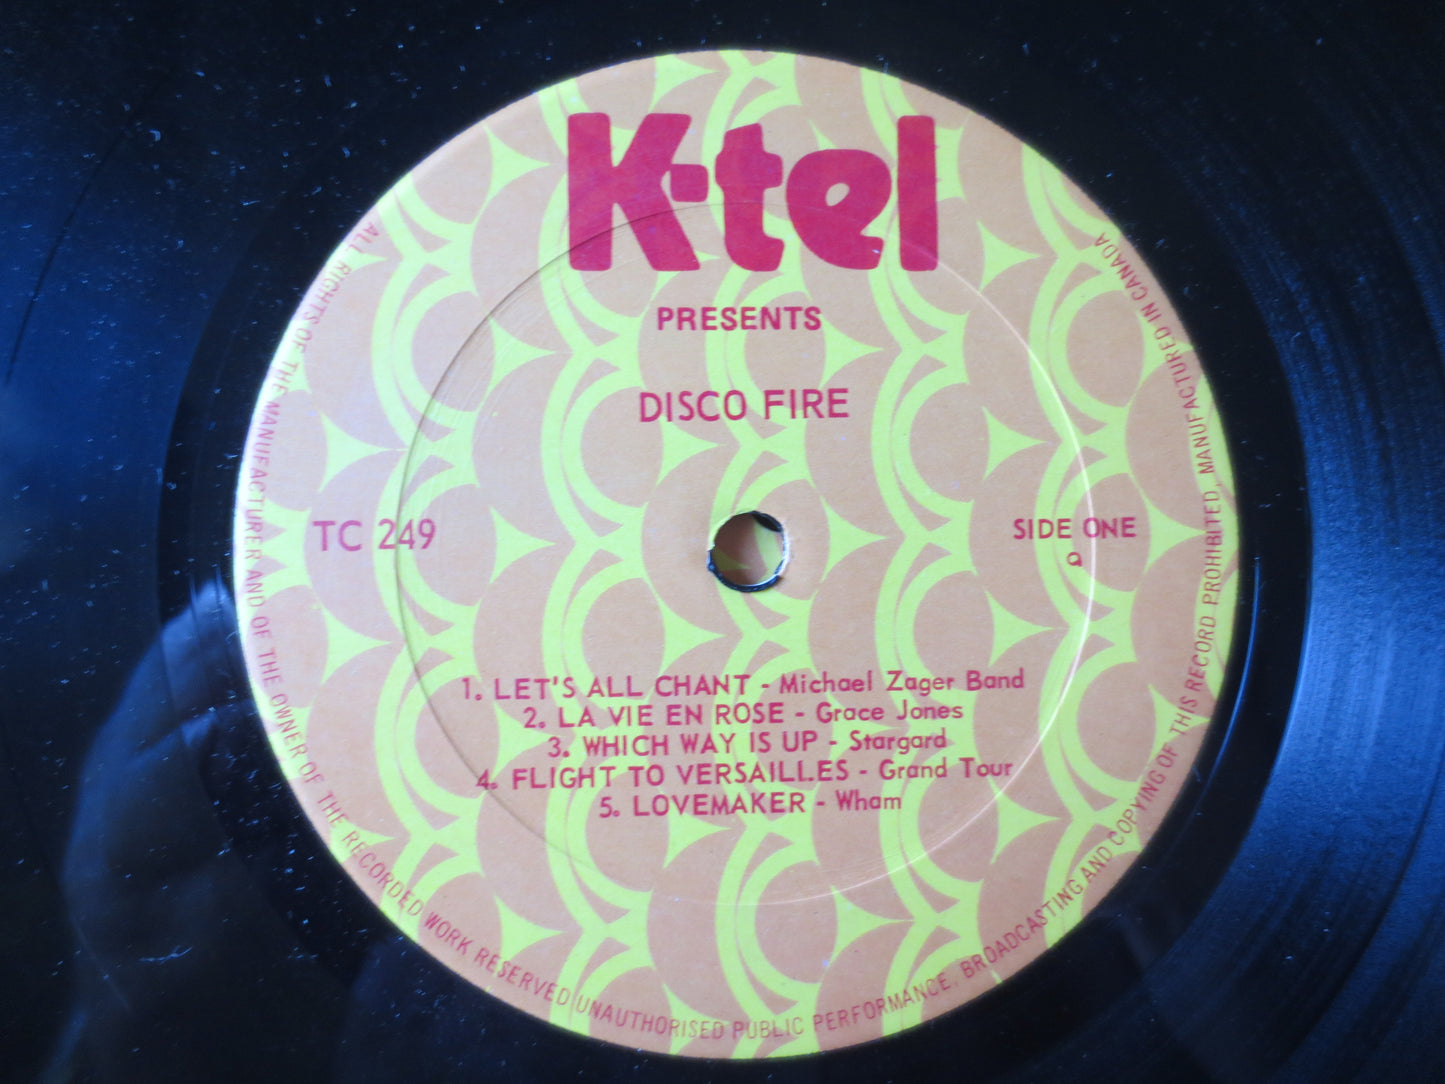 K-tel
PRESENTS
DISCO FIRE
TC 249
SIDE ONE
1. LET'S ALL CHANT - Michael Zager Band
2. LA VIE EN ROSE - Grace Jones
3. WHICH WAY IS UP - Stargard
4. FLIGHT TO VERSAILLES - Grand Tour
5. LOVEMAKER - Wham
ALL RIGHTS OF THE MANUFACTURER AND OF THE OWNER OF THE RECORDED WORK RESERVED UNAUTHORISED PUBLIC PERFORMANCE, BROADCASTING AND COPYING OF THIS RECORD PROHIBITED, MANUFACTURED IN CANADA